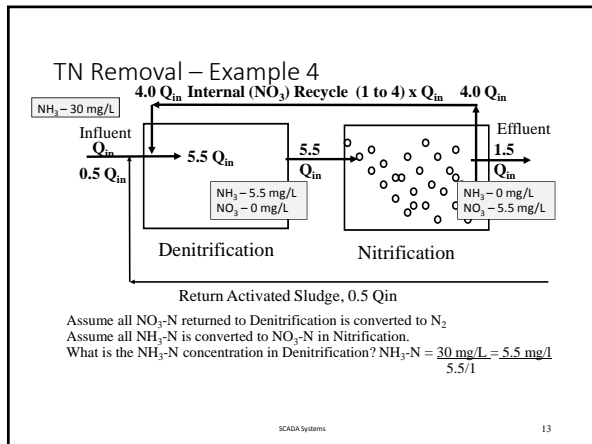 TN Removal – Example 4
4.0 Qin Internal (NO3) Recycle (1 to 4) x Qin 4.0 Qin
NH3 – 30 mg/L
Influent
Effluent
Qin
5.5 Qin
5.5
1.5
0.5 Qin
Qin
Qin
NH3 – 5.5 mg/L
NO3 – 0 mg/L
NH3 – 0 mg/L
NO3 – 5.5 mg/L
Denitrification
Nitrification
Return Activated Sludge, 0.5 Qin
Assume all NO3-N returned to Denitrification is converted to N2
Assume all NH3-N is converted to NO3-N in Nitrification.
What is the NH3-N concentration in Denitrification? NH3-N = 30 mg/L = 5.5 mg/l
5.5/1
SCADA Systems
13